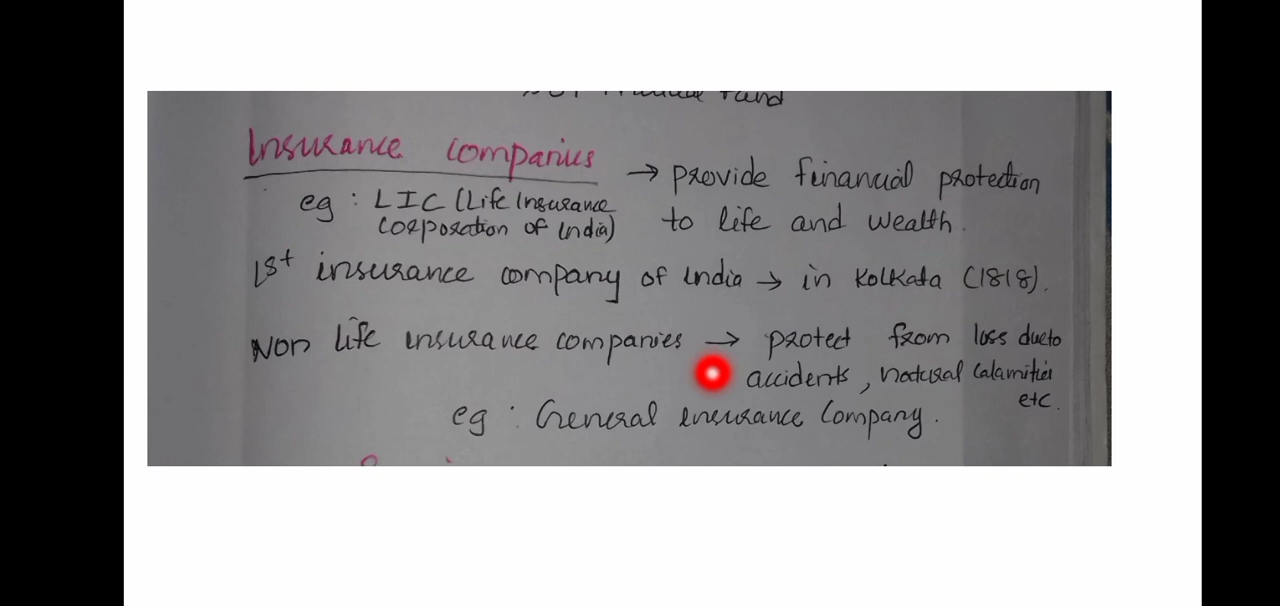 Mutual Fund
Insurance Companies → provide financial protection
eg : LIC (Life Insurance to life and wealth.
Corporation of India)
1st insurance company of India → in Kolkata (1818).
Non life insurance companies → protect from loss due to
accidents, natural calamities
etc.
eg : General insurance Company.